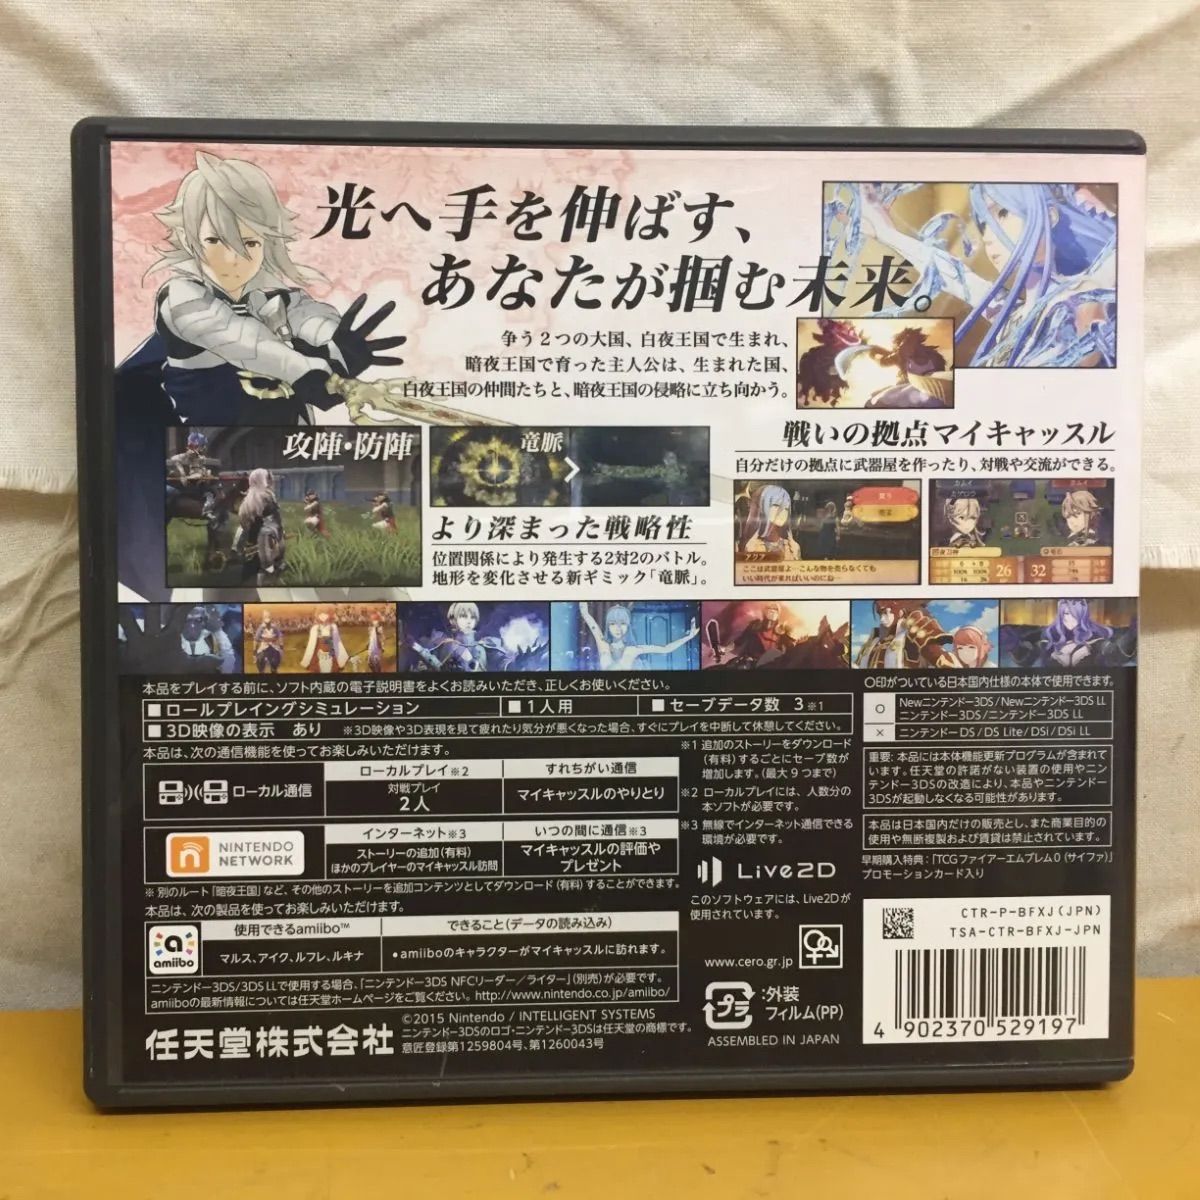 光へ手を伸ばす、
あなたが掴む未来。
争う2つの大国、白夜王国で生まれ、
暗夜王国で育った主人公は、生まれた国、
白夜王国の仲間たちと、暗夜王国の侵略に立ち向かう。
攻陣・防陣
竜脈
より深まった戦略性
位置関係により発生する2対2のバトル。
地形を変化させる新ギミック「竜脈」。
戦いの拠点マイキャッスル
自分だけの拠点に武器屋を作ったり、対戦や交流ができる。
アクア
ここは武器屋よ…こんな物を売らなくても
いい時代が来ればいいのにね
買う
カムイ
26
32
本品をプレイする前に、ソフト内蔵の電子説明書をよくお読みいただき、正しくお使いください。
■ロールプレイングシミュレーション
■1人用
■セーブデータ数 3※1
■3D映像の表示 あり
※3D映像や3D表現を見て疲れたり気分が悪くなった場合、すぐにプレイを中断して休憩してください。
本品は、次の通信機能を使ってお楽しみいただけます。
ローカル通信
ローカルプレイ※2
対戦プレイ
2人
すれちがい通信
マイキャッスルのやりとり
NINTENDO
NETWORK
インターネット※3
ストーリーの追加(有料)
ほかのプレイヤーのマイキャッスル訪問
いつの間に通信※3
マイキャッスルの評価や
プレゼント
※別のルート「暗夜王国」など、その他のストーリーを追加コンテンツとしてダウンロード(有料)することができます。
本品は、次の製品を使ってお楽しみいただけます。
amiibo
使用できるamiibo™
マルス、アイク、ルフレ、ルキナ
できること(データの読み込み)
•amiiboのキャラクターがマイキャッスルに訪れます。
ニンテンドー3DS/3DS LLで使用する場合、「ニンテンドー3DS NFCリーダー/ライター」(別売)が必要です。
amiiboの最新情報については任天堂ホームページをご覧ください。http://www.nintendo.co.jp/amiibo/
任天堂株式会社
©2015 Nintendo / INTELLIGENT SYSTEMS
ニンテンドー3DSのロゴ・ニンテンドー3DSは任天堂の商標です。
意匠登録第1259804号、第1260043号
※1 追加のストーリーをダウンロード
(有料)するごとにセーブ数が
増加します。(最大9つまで)
※2 ローカルプレイには、人数分の
本ソフトが必要です。
※3 無線でインターネット通信できる
環境が必要です。
Live2D
このソフトウェアには、Live2Dが
使用されています。
www.cero.gr.jp
プラ
:外装
フィルム(PP)
ASSEMBLED IN JAPAN
○印がついている日本国内仕様の本体で使用できます。
○
Newニンテンドー3DS/Newニンテンドー3DS LL
ニンテンドー3DS/ニンテンドー3DS LL
×
ニンテンドーDS/DS Lite/DSi/DSi LL
重要:本品には本体機能更新プログラムが含まれて
います。任天堂の許諾がない装置の使用やニン
テンドー3DSの改造により、本品やニンテンドー
3DSが起動しなくなる可能性があります。
本品は日本国内だけの販売とし、また商業目的の
使用や無断複製および賃貸は禁止されています。
早期購入特典:「TCGファイアーエムブレム0(サイファ)」
プロモーションカード入り
CTR-P-BFXJ(JPN)
TSA-CTR-BFXJ-JPN
4 902370 529197